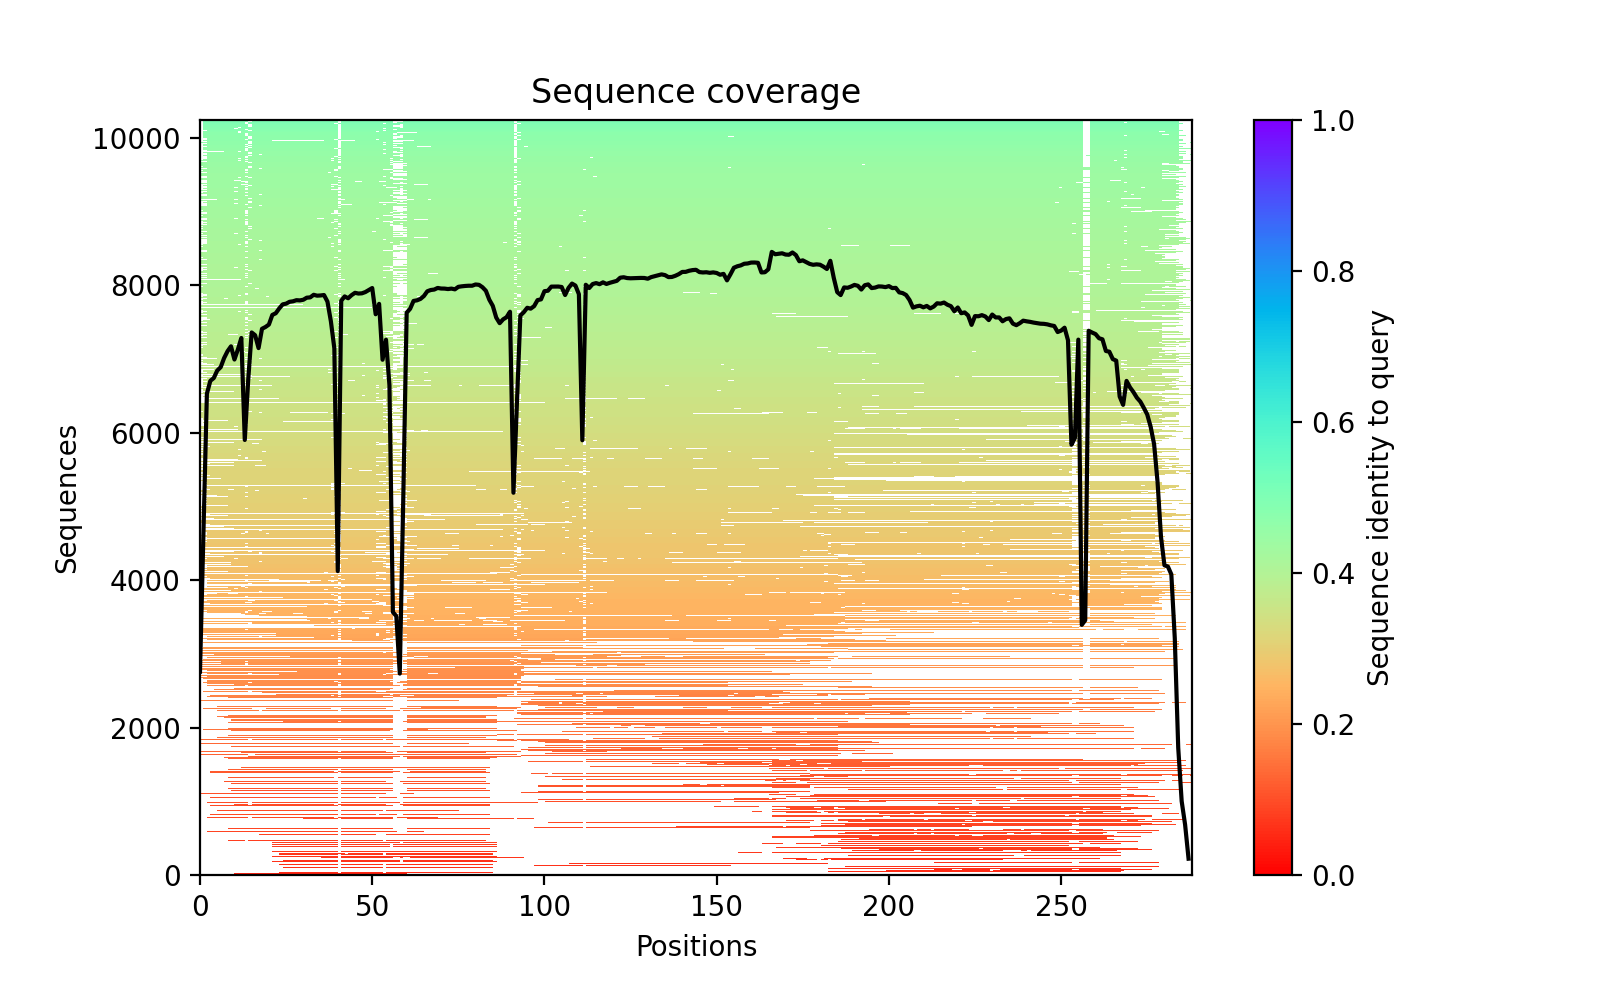 Sequence coverage
10000
8000
6000
4000
2000
0
Sequences
0 50 100 150 200 250
Positions
1.0
0.8
0.6
0.4
0.2
0.0
Sequence identity to query